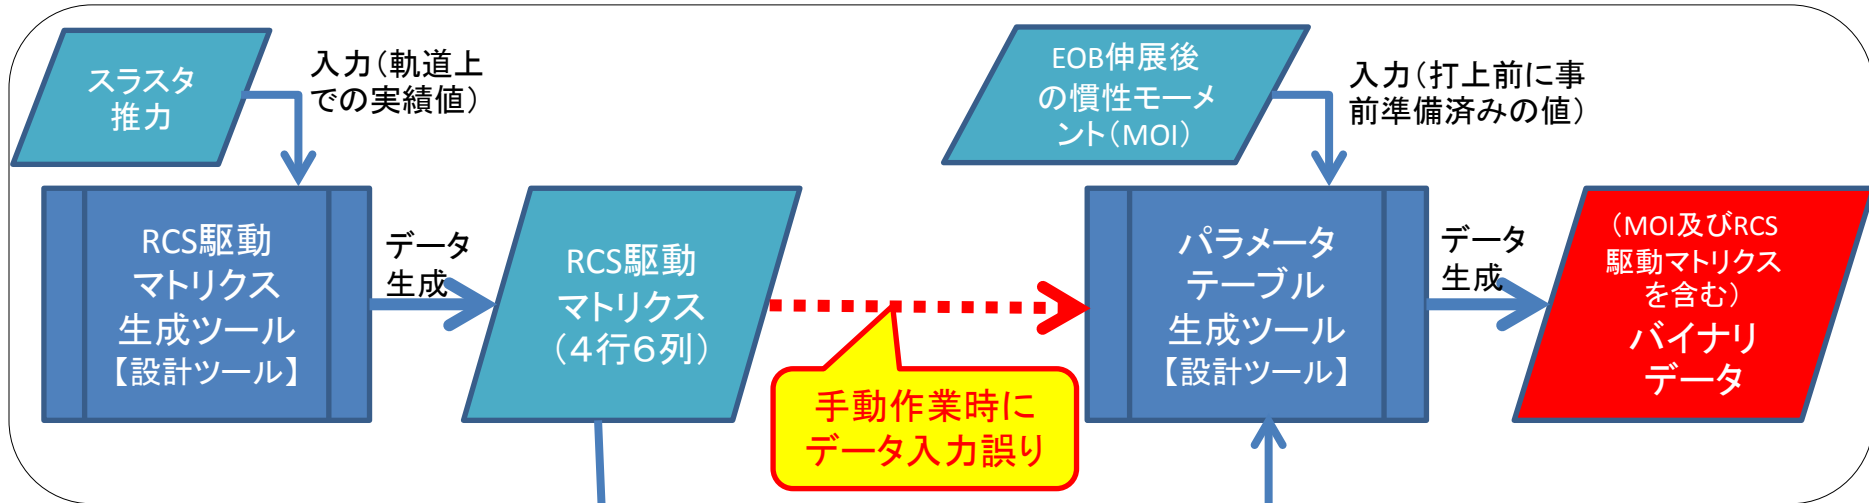 スラスタ
推力
入力（軌道上
での実績値）
EOB伸展後
の慣性モーメ
ント（MOI）
入力（打上前に事
前準備済みの値）
RCS駆動
マトリクス
生成ツール
【設計ツール】
データ
生成
RCS駆動
マトリクス
（４行６列）
手動作業時に
データ入力誤り
パラメータ
テーブル
生成ツール
【設計ツール】
データ
生成
（MOI及びRCS
駆動マトリクス
を含む）
バイナリ
データ